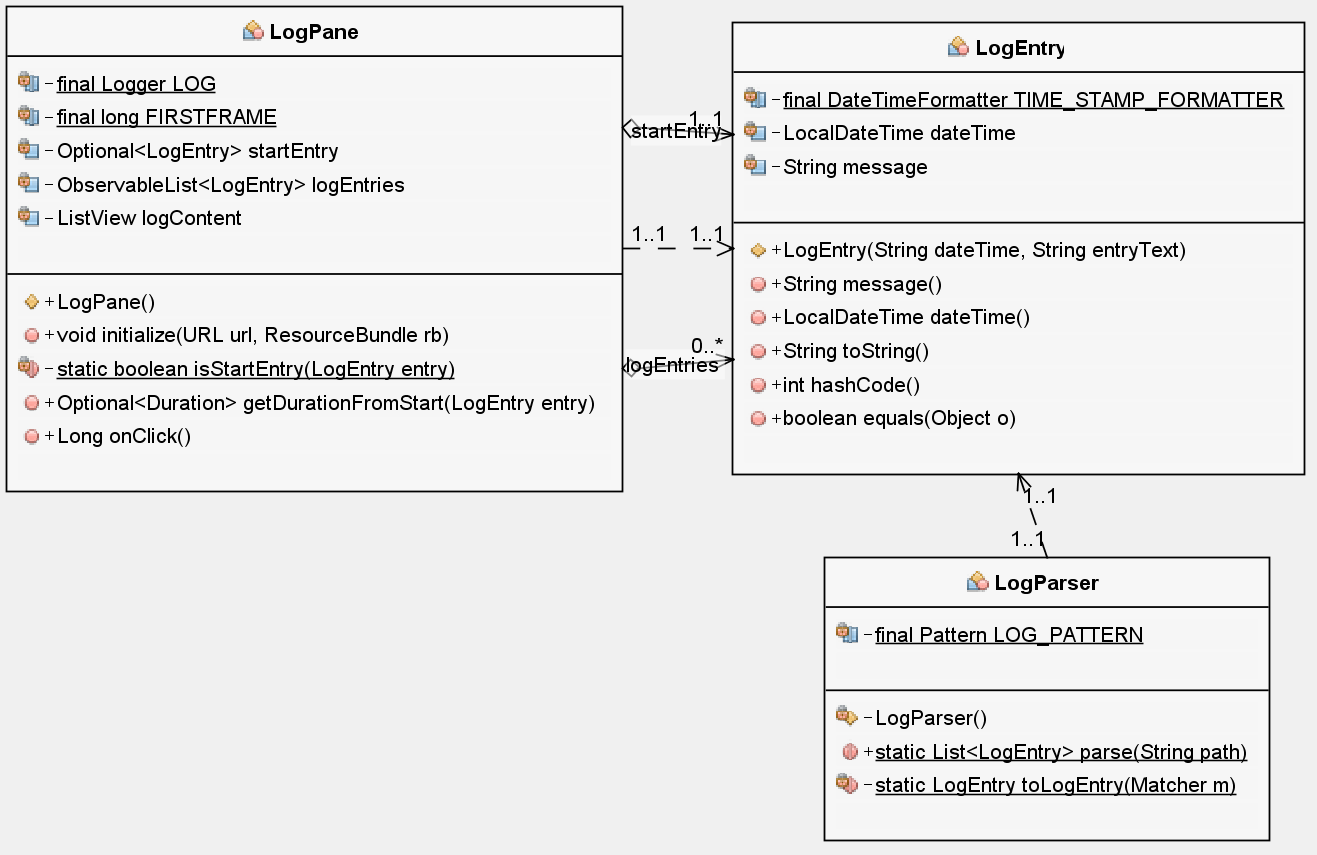 LogPane
- final Logger LOG
- final long FIRSTFRAME
- Optional<LogEntry> startEntry
- ObservableList<LogEntry> logEntries
- ListView logContent
+ LogPane()
+ void initialize(URL url, ResourceBundle rb)
- static boolean isStartEntry(LogEntry entry)
+ Optional<Duration> getDurationFromStart(LogEntry entry)
+ Long onClick()
startEntry
1..1
1..1
1..1
0..*
logEntries
LogEntry
- final DateTimeFormatter TIME_STAMP_FORMATTER
- LocalDateTime dateTime
- String message
+ LogEntry(String dateTime, String entryText)
+ String message()
+ LocalDateTime dateTime()
+ String toString()
+ int hashCode()
+ boolean equals(Object o)
1..1
1..1
LogParser
- final Pattern LOG_PATTERN
- LogParser()
+ static List<LogEntry> parse(String path)
- static LogEntry toLogEntry(Matcher m)